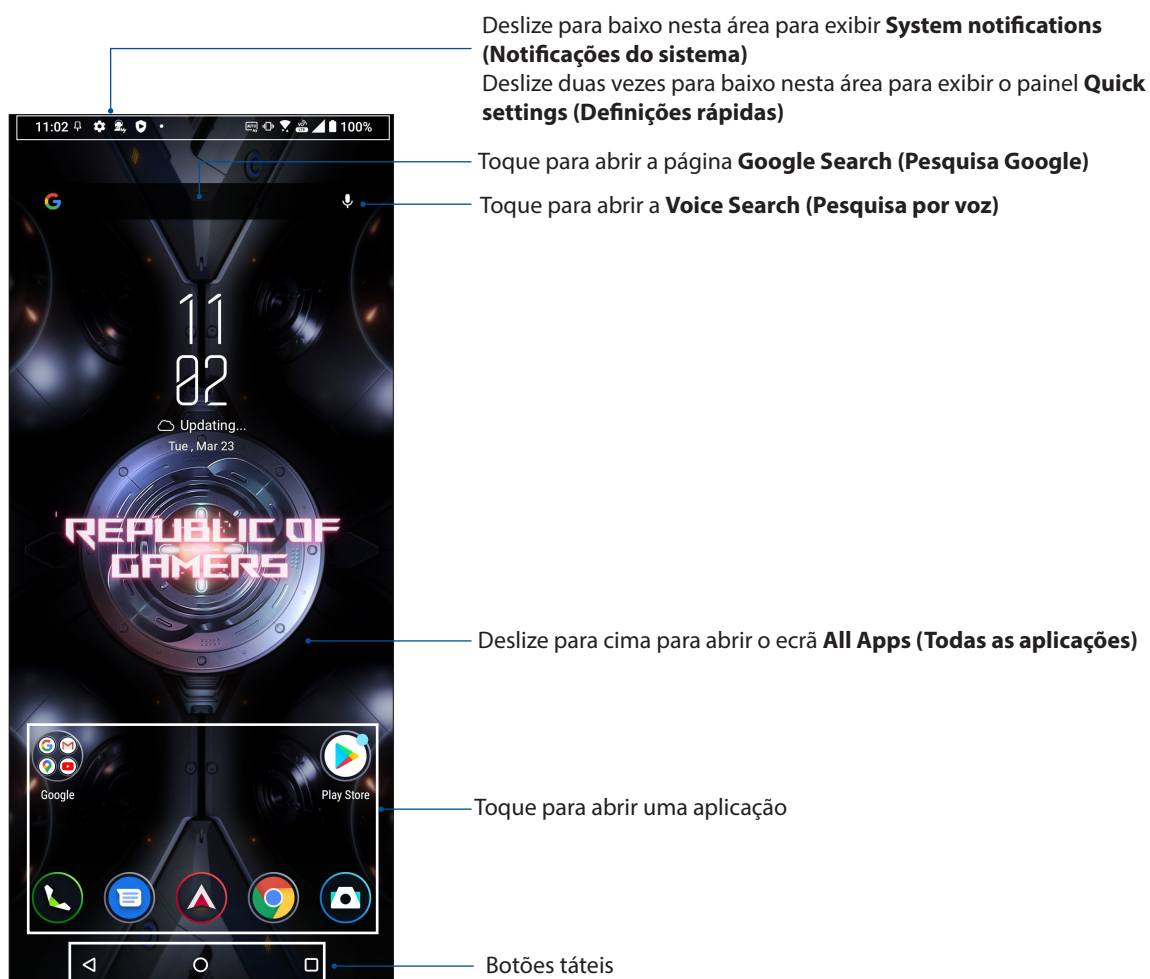 Deslize para baixo nesta área para exibir System notifications
(Notificações do sistema)
Deslize duas vezes para baixo nesta área para exibir o painel Quick
settings (Definições rápidas)
11:02
100%
Toque para abrir a página Google Search (Pesquisa Google)
Toque para abrir a Voice Search (Pesquisa por voz)
11
02
Updating...
Tue , Mar 23
REPUBLIC OF
GAMERS
Deslize para cima para abrir o ecrã All Apps (Todas as aplicações)
Google
Play Store
Toque para abrir uma aplicação
Botões táteis